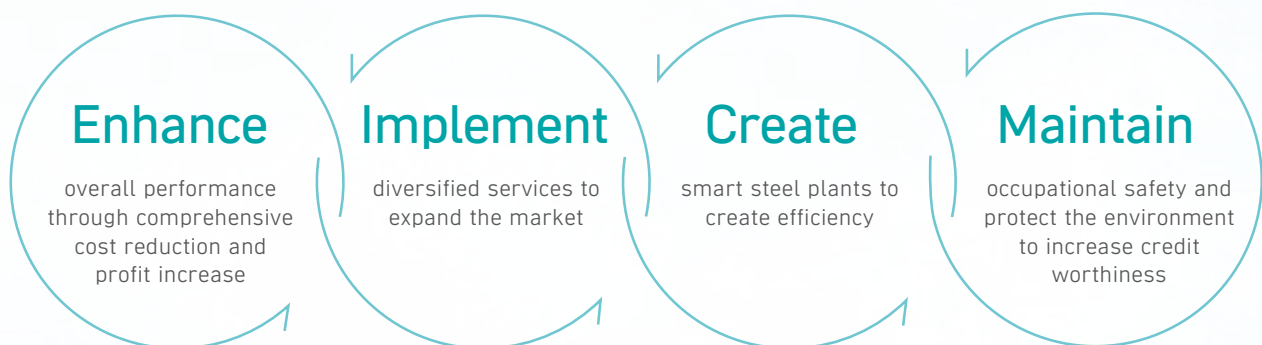 Enhance
overall performance
through comprehensive
cost reduction and
profit increase
Implement
diversified services to
expand the market
Create
smart steel plants to
create efficiency
Maintain
occupational safety and
protect the environment
to increase credit
worthiness